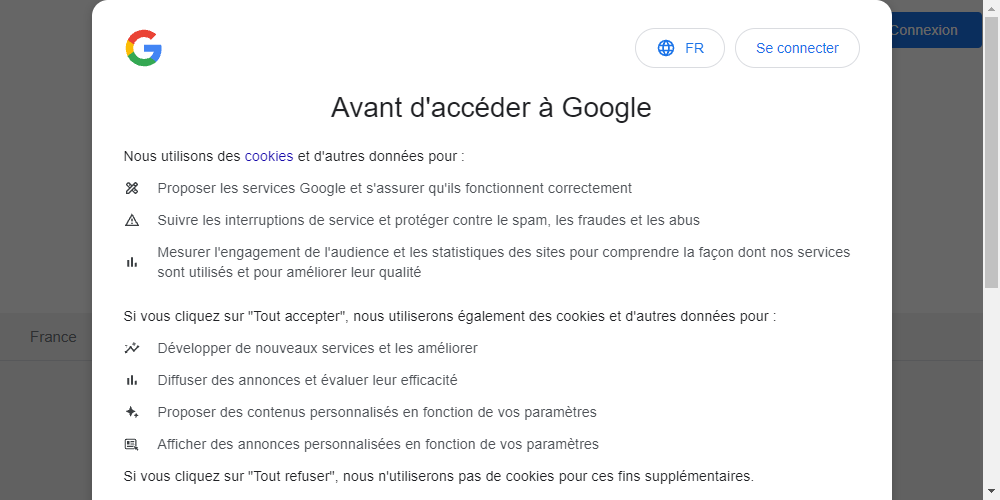 Connexion
FR
Se connecter
Avant d'accéder à Google
Nous utilisons des cookies et d'autres données pour :
Proposer les services Google et s'assurer qu'ils fonctionnent correctement
Suivre les interruptions de service et protéger contre le spam, les fraudes et les abus
Mesurer l'engagement de l'audience et les statistiques des sites pour comprendre la façon dont nos services
sont utilisés et pour améliorer leur qualité
Si vous cliquez sur "Tout accepter", nous utiliserons également des cookies et d'autres données pour :
France
Développer de nouveaux services et les améliorer
Diffuser des annonces et évaluer leur efficacité
Proposer des contenus personnalisés en fonction de vos paramètres
Afficher des annonces personnalisées en fonction de vos paramètres
Si vous cliquez sur "Tout refuser", nous n'utiliserons pas de cookies pour ces fins supplémentaires.